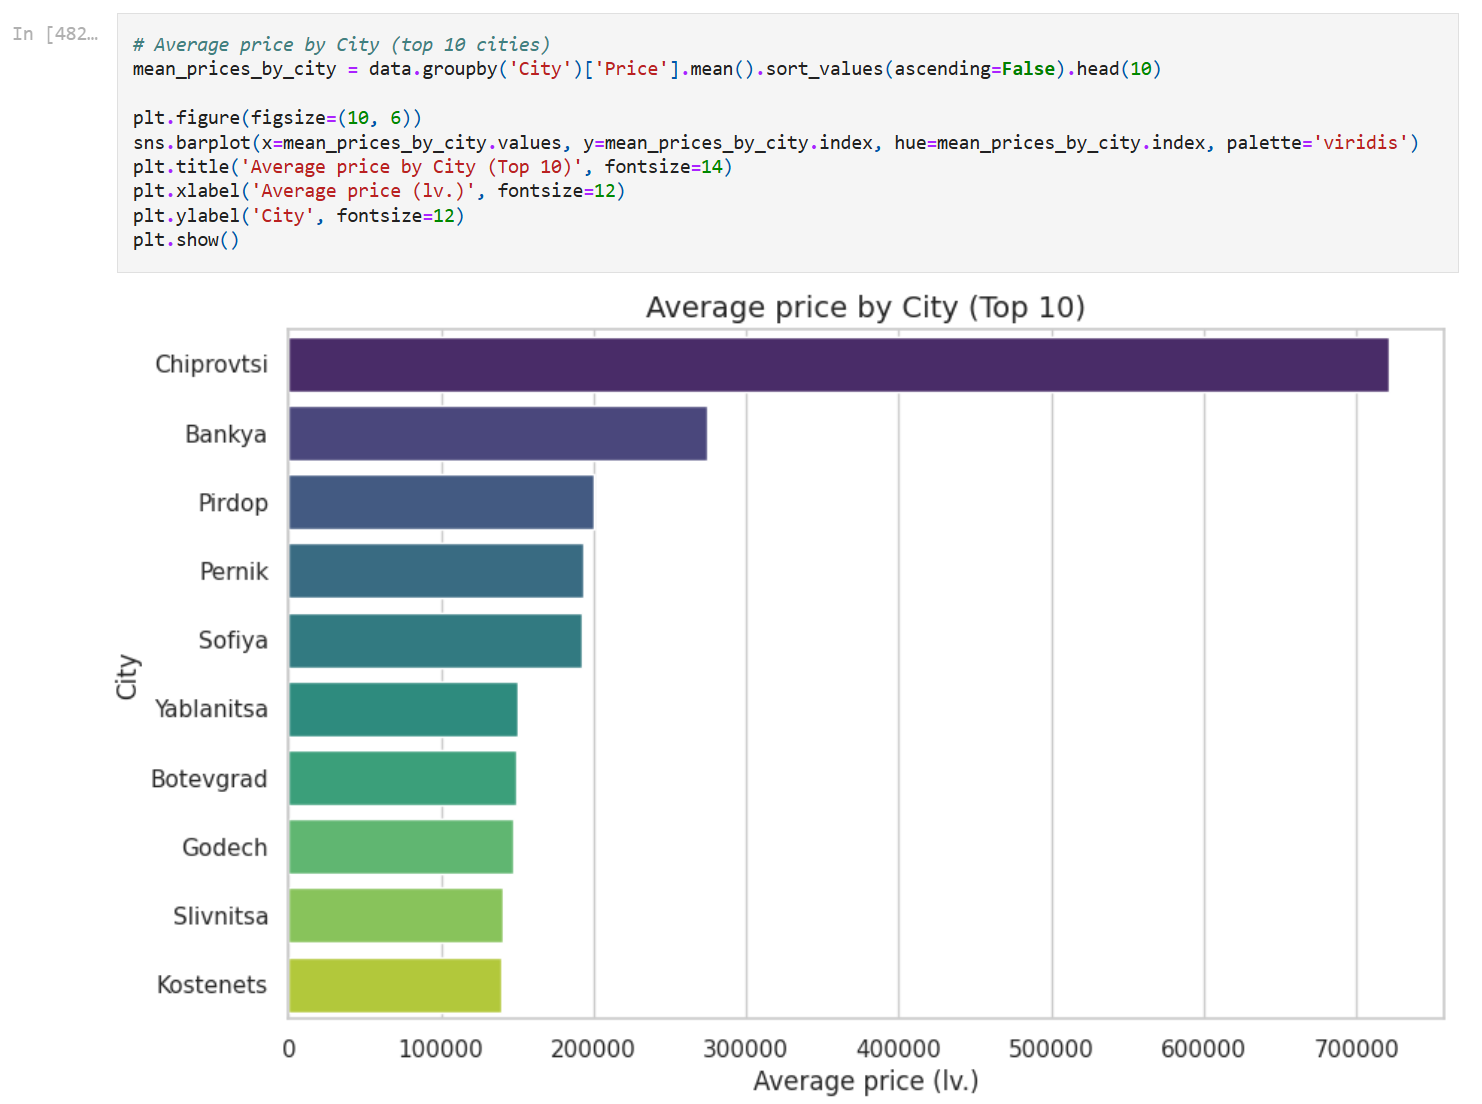 In [482…
# Average price by City (top 10 cities)
mean_prices_by_city = data.groupby('City')['Price'].mean().sort_values(ascending=False).head(10)
plt.figure(figsize=(10, 6))
sns.barplot(x=mean_prices_by_city.values, y=mean_prices_by_city.index, hue=mean_prices_by_city.index, palette='viridis')
plt.title('Average price by City (Top 10)', fontsize=14)
plt.xlabel('Average price (lv.)', fontsize=12)
plt.ylabel('City', fontsize=12)
plt.show()
Average price by City (Top 10)
Chiprovtsi
Bankya
Pirdop
Pernik
Sofiya
Yablanitsa
Botevgrad
Godech
Slivnitsa
Kostenets
City
0 100000 200000 300000 400000 500000 600000 700000
Average price (lv.)